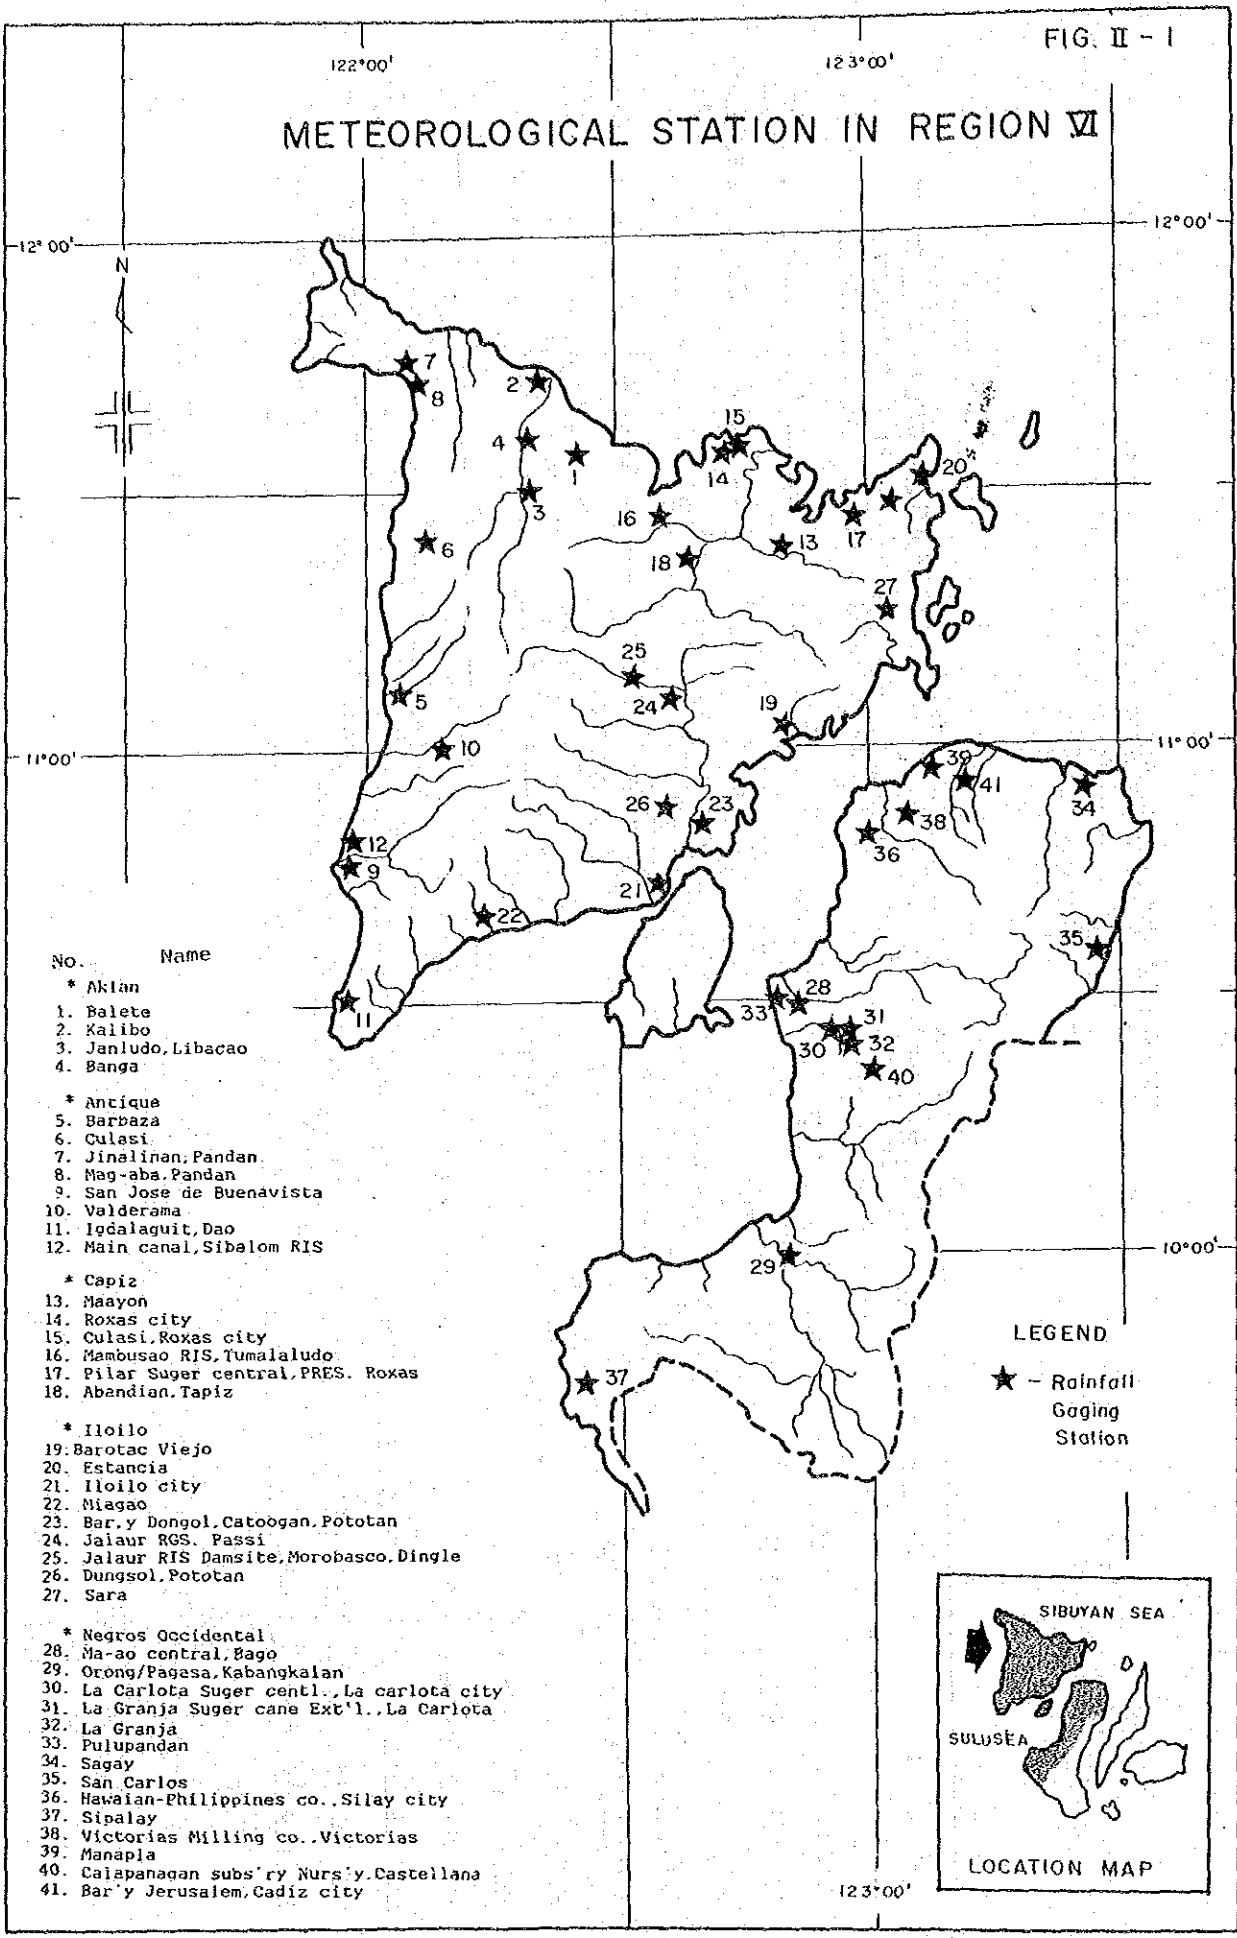 FIG. II - 1
122°00'
123°00'
METEOROLOGICAL STATION IN REGION VI
12°00'
12°00'
N
7
8
2
4
1
3
15
14
20
16
17
18
13
6
27
25
24
5
19
10
11°00'
11°00'
39
41
34
38
36
26
23
12
9
21
22
35
33
28
31
30
32
40
11
No. Name
* Aklan
1. Balete
2. Kalibo
3. Janludo,Libacao
4. Banga
* Antique
5. Barbaza
6. Culasi
7. Jinalinan,Pandan
8. Mag-aba.Pandan
9. San Jose de Buenavista
10. Valderama
11. Igdalaguit,Dao
12. Main canal,Sibalom RIS
* Capiz
13. Maayon
14. Roxas city
15. Culasi,Roxas city
16. Mambusao RIS,Tumalaludo
17. Pilar Suger central,PRES. Roxas
18. Abandian.Tapiz
* Iloilo
19.Barotac Viejo
20. Estancia
21. Iloilo city
22. Miagao
23. Bar.y Dongol,Catoogan.Pototan
24. Jalaur RGS. Passi
25. Jalaur RIS Damsite,Morobasco.Dingle
26. Dungsol.Pototan
27. Sara
* Negros Occidental
28. Ma-ao central,Bago
29. Orong/Pagasa,Kabangkalan
30. La Carlota Suger centl.,La carlota city
31. La Granja Suger cane Ext'l.,La Carlota
32. La Granja
33. Pulupandan
34. Sagay
35. San Carlos
36. Hawaian-Philippines co..Silay city
37. Sipalay
38. Victorias Milling co..Victorias
39. Manapla
40. Calapanagan subs'ry Nurs'y.Castellana
41. Bar'y Jerusalem,Cadiz city
29
10°00'
37
LEGEND
- Rainfall
Gaging
Station
SIBUYAN SEA
SULUSEA
LOCATION MAP
123°00'